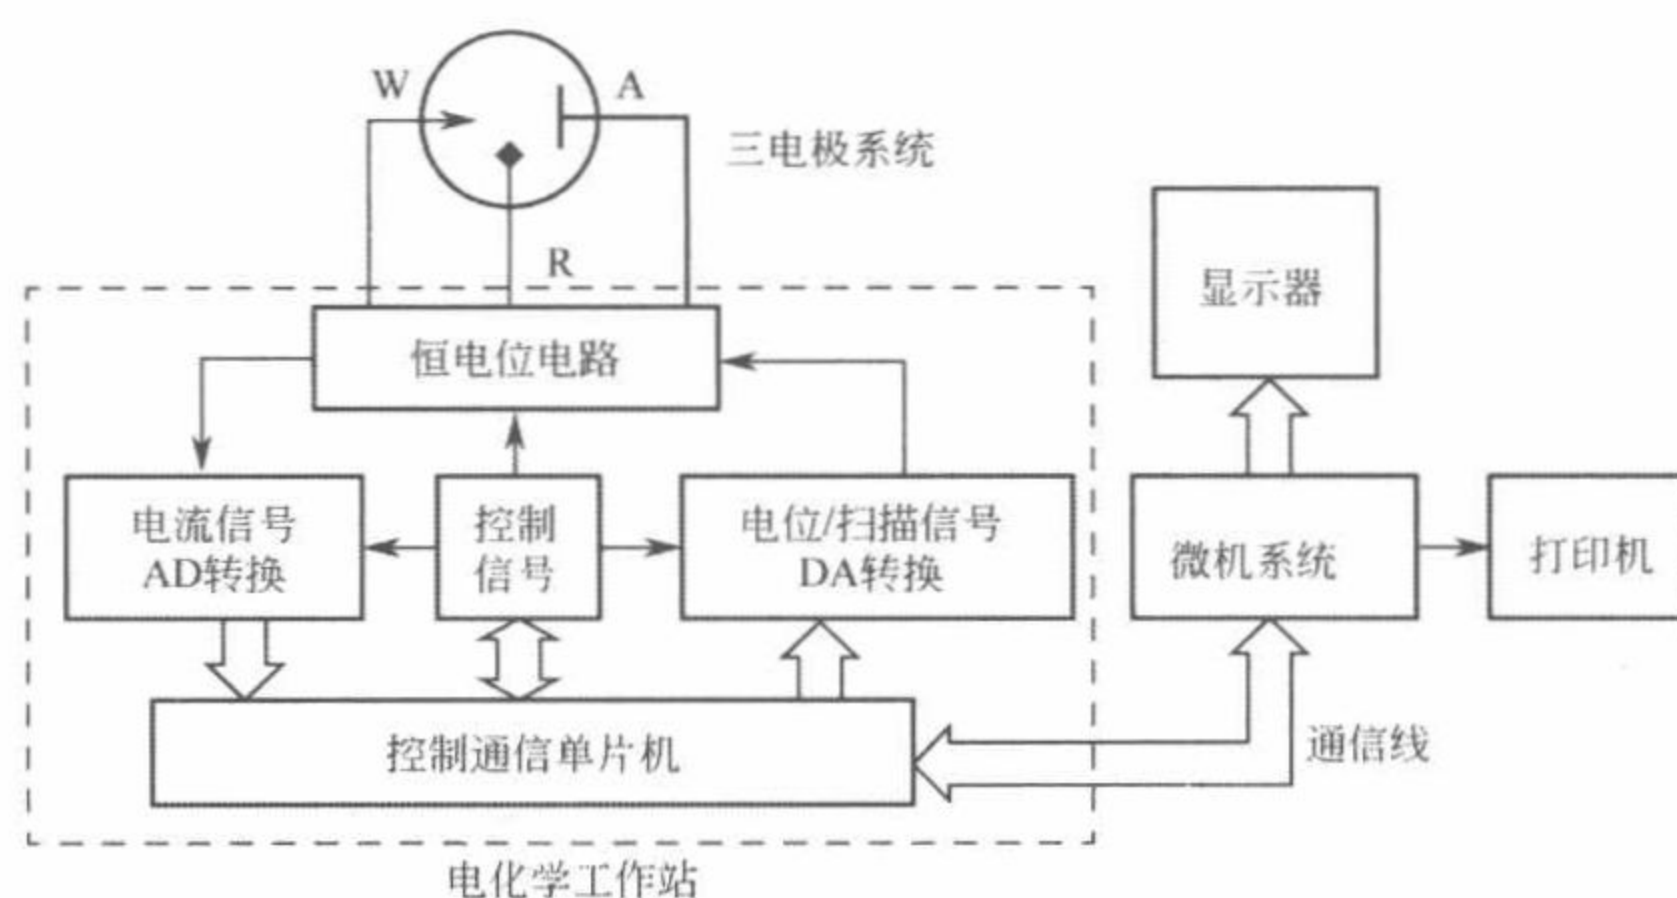 W
A
三电极系统
R
显示器
恒电位电路
电流信号
AD转换
控制
信号
电位/扫描信号
DA转换
微机系统
打印机
控制通信单片机
通信线
电化学工作站